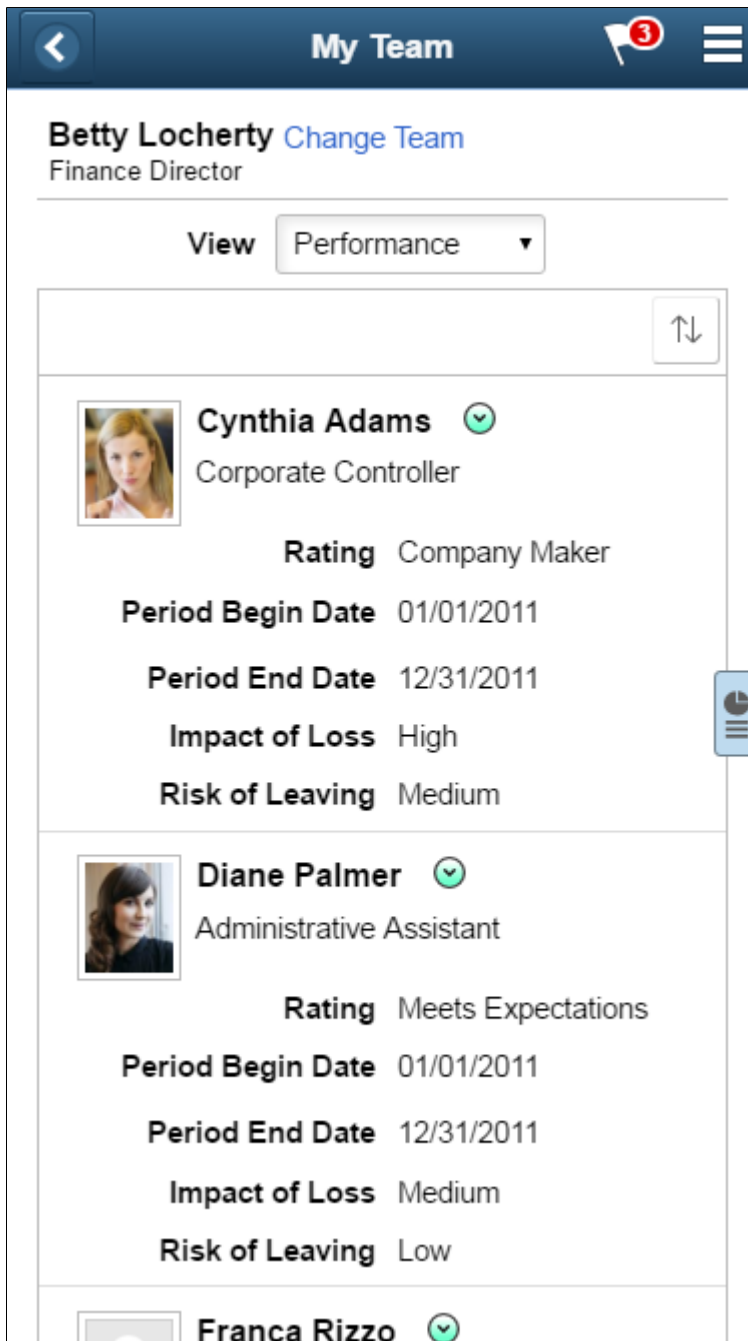 My Team
3
Betty Locherty Change Team
Finance Director
View Performance
Cynthia Adams
Corporate Controller
Rating Company Maker
Period Begin Date 01/01/2011
Period End Date 12/31/2011
Impact of Loss High
Risk of Leaving Medium
Diane Palmer
Administrative Assistant
Rating Meets Expectations
Period Begin Date 01/01/2011
Period End Date 12/31/2011
Impact of Loss Medium
Risk of Leaving Low
Franca Rizzo